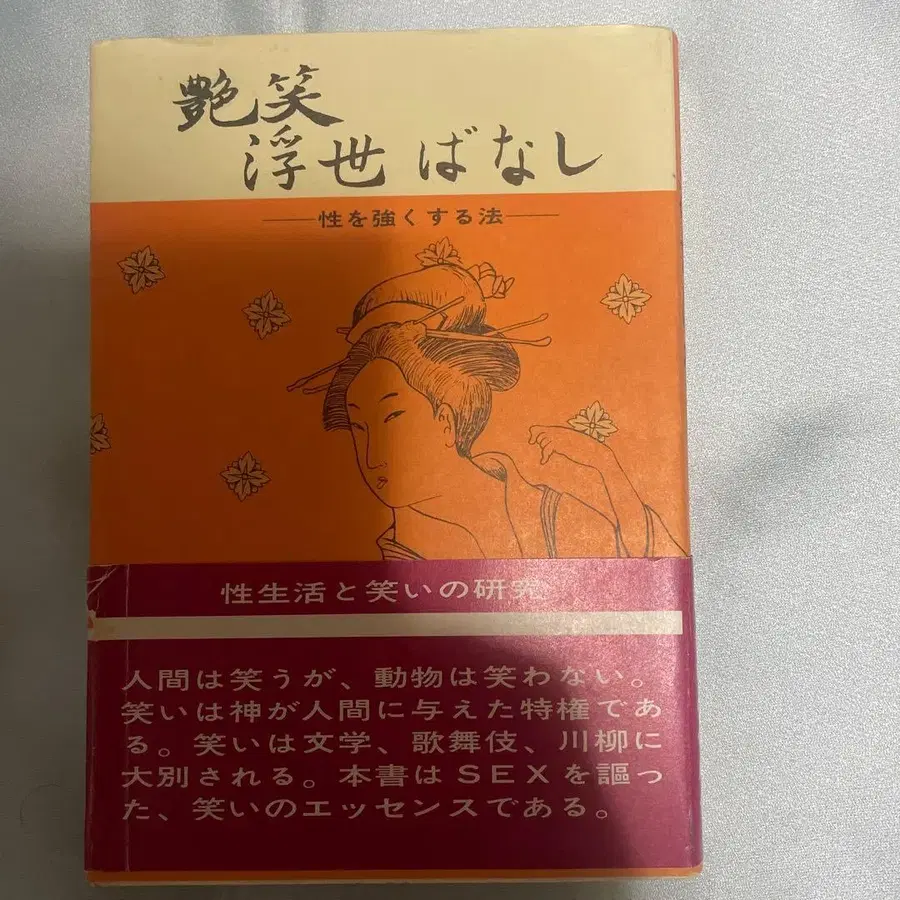 艶笑
浮世ばなし
―性を強くする法―
性生活と笑いの研究
人間は笑うが、動物は笑わない。
笑いは神が人間に与えた特権であ
る。笑いは文学、歌舞伎、川柳に
大別される。本書はSEXを謳っ
た、笑いのエッセンスである。